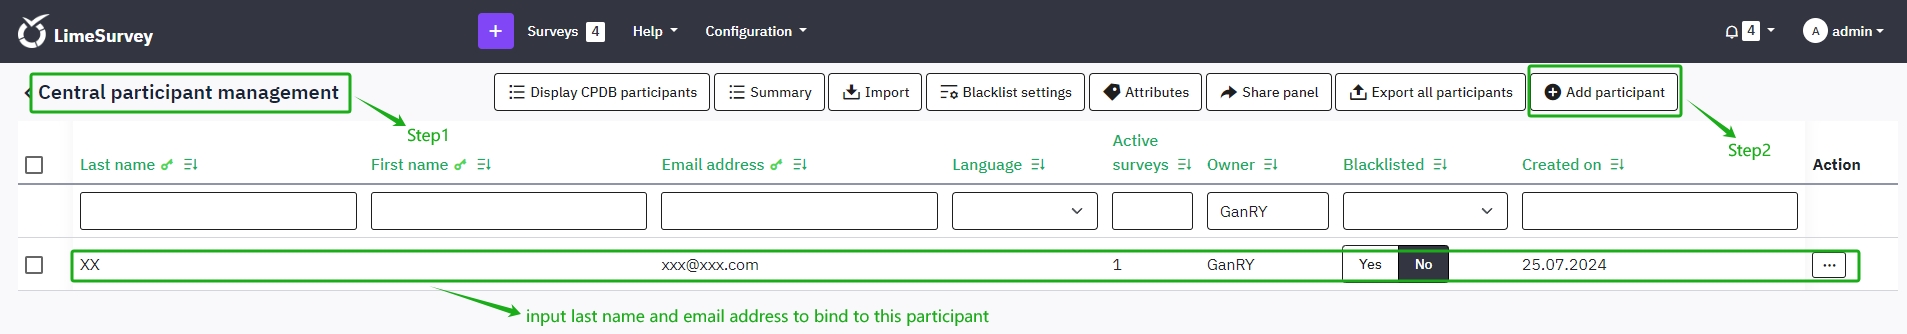 LimeSurvey
+ Surveys 4 Help Configuration 4 A admin
Central participant management Display CPDB participants Summary Import Blacklist settings Attributes Share panel Export all participants Add participant
Step1
Step2
Last name First name Email address Language Active surveys Owner Blacklisted Created on Action
GanRY
XX xxx@xxx.com 1 GanRY Yes No 25.07.2024 ...
input last name and email address to bind to this participant